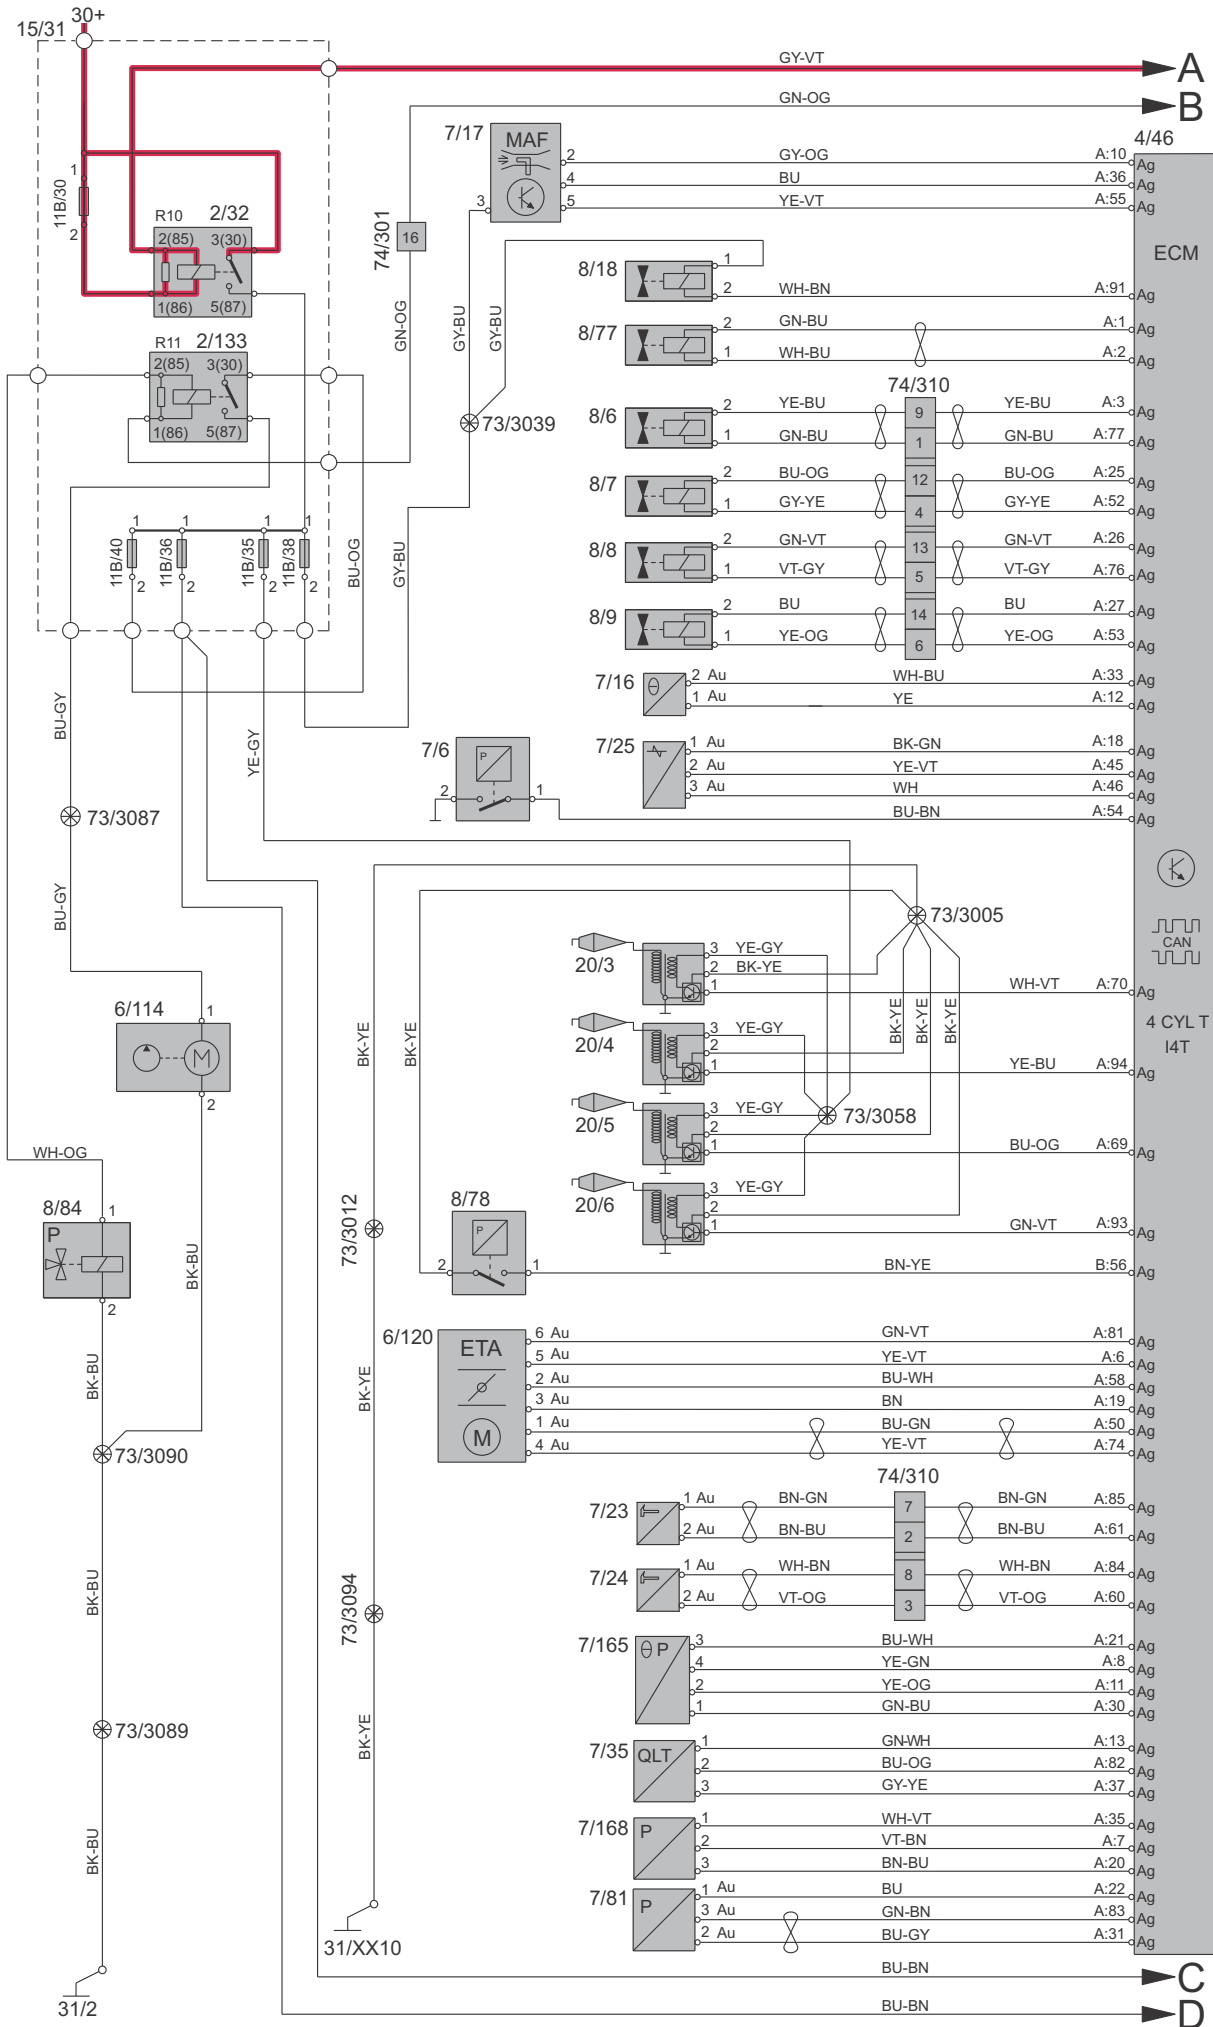 30+
15/31
GY-VT
A
GN-OG
B
7/17
MAF
4/46
2
GY-OG
A:10
Ag
4
BU
A:36
Ag
3
5
YE-VT
A:55
Ag
1
11B/30
2
R10
2/32
2(85)
3(30)
1(86)
5(87)
74/301
16
ECM
8/18
1
2
WH-BN
A:91
Ag
GN-OG
GY-BU
GY-BU
8/77
2
GN-BU
A:1
Ag
1
WH-BU
A:2
Ag
R11
2/133
2(85)
3(30)
1(86)
5(87)
74/310
8/6
2
YE-BU
9
YE-BU
A:3
Ag
1
GN-BU
1
GN-BU
A:77
Ag
73/3039
8/7
2
BU-OG
12
BU-OG
A:25
Ag
1
GY-YE
4
GY-YE
A:52
Ag
8/8
2
GN-VT
13
GN-VT
A:26
Ag
1
VT-GY
5
VT-GY
A:76
Ag
1
1
1
1
11B/40
11B/36
11B/35
11B/38
2
2
2
2
BU-OG
GY-BU
8/9
2
BU
14
BU
A:27
Ag
1
YE-OG
6
YE-OG
A:53
Ag
7/16
θ
2 Au
WH-BU
A:33
Ag
1 Au
YE
A:12
Ag
BU-GY
YE-GY
7/6
P
2
1
7/25
1 Au
BK-GN
A:18
Ag
2 Au
YE-VT
A:45
Ag
3 Au
WH
A:46
Ag
BU-BN
A:54
Ag
73/3087
BU-GY
CAN
4 CYL T
I4T
73/3005
20/3
3
YE-GY
2
BK-YE
1
WH-VT
A:70
Ag
6/114
1
M
2
BK-YE
BK-YE
BK-YE
BK-YE
BK-YE
20/4
3
YE-GY
2
1
YE-BU
A:94
Ag
20/5
3
YE-GY
2
1
BU-OG
A:69
Ag
73/3058
20/6
3
YE-GY
2
1
GN-VT
A:93
Ag
WH-OG
8/84
1
P
2
BK-BU
73/3012
8/78
P
2
1
BN-YE
B:56
Ag
6/120
ETA
M
6 Au
GN-VT
A:81
Ag
5 Au
YE-VT
A:6
Ag
2 Au
BU-WH
A:58
Ag
3 Au
BN
A:19
Ag
1 Au
BU-GN
A:50
Ag
4 Au
YE-VT
A:74
Ag
BK-BU
BK-YE
73/3090
74/310
7/23
1 Au
BN-GN
7
BN-GN
A:85
Ag
2 Au
BN-BU
2
BN-BU
A:61
Ag
7/24
1 Au
WH-BN
8
WH-BN
A:84
Ag
2 Au
VT-OG
3
VT-OG
A:60
Ag
BK-BU
73/3094
7/165
θ P
3
BU-WH
A:21
Ag
4
YE-GN
A:8
Ag
2
YE-OG
A:11
Ag
1
GN-BU
A:30
Ag
73/3089
BK-YE
7/35
QLT
1
GN-WH
A:13
Ag
2
BU-OG
A:82
Ag
3
GY-YE
A:37
Ag
7/168
P
1
WH-VT
A:35
Ag
2
VT-BN
A:7
Ag
3
BN-BU
A:20
Ag
BK-BU
7/81
P
1 Au
BU
A:22
Ag
3 Au
GN-BN
A:83
Ag
2 Au
BU-GY
A:31
Ag
31/XX10
31/2
BU-BN
C
BU-BN
D